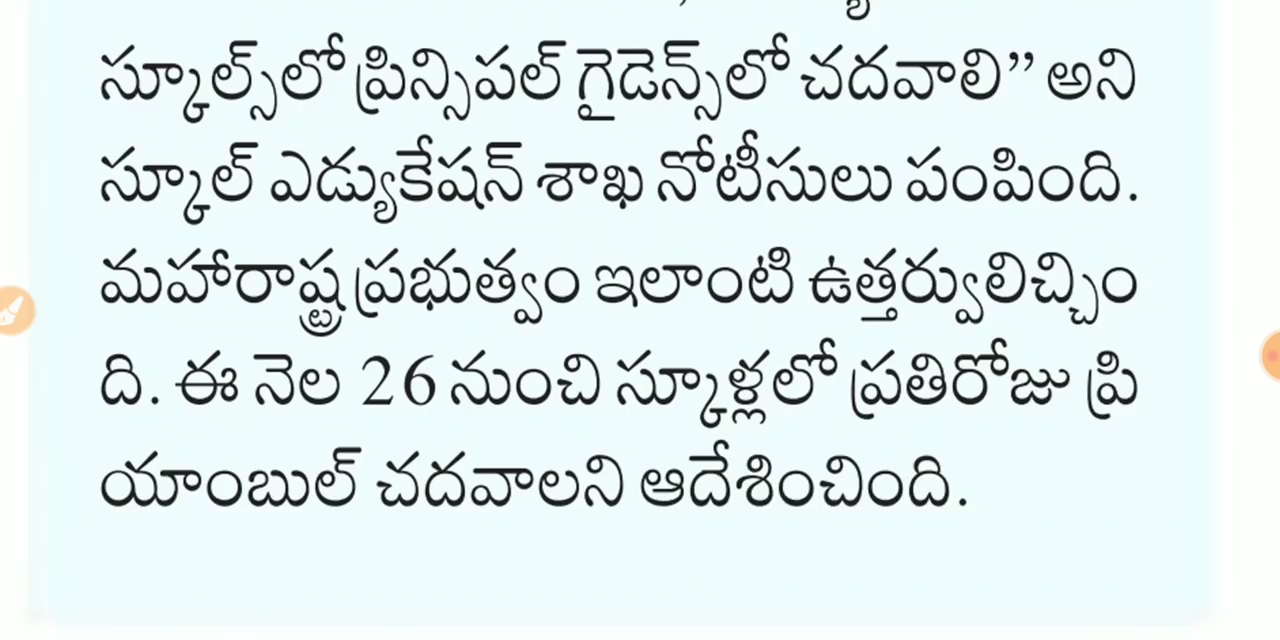 స్కూల్స్‌లో ప్రిన్సిపల్ గైడెన్స్‌లో చదవాలి” అని
స్కూల్ ఎడ్యుకేషన్ శాఖ నోటీసులు పంపింది.
మహారాష్ట్ర ప్రభుత్వం ఇలాంటి ఉత్తర్వులిచ్చిం
ది. ఈ నెల 26 నుంచి స్కూళ్లలో ప్రతిరోజు ప్రి
యాంబుల్ చదవాలని ఆదేశించింది.